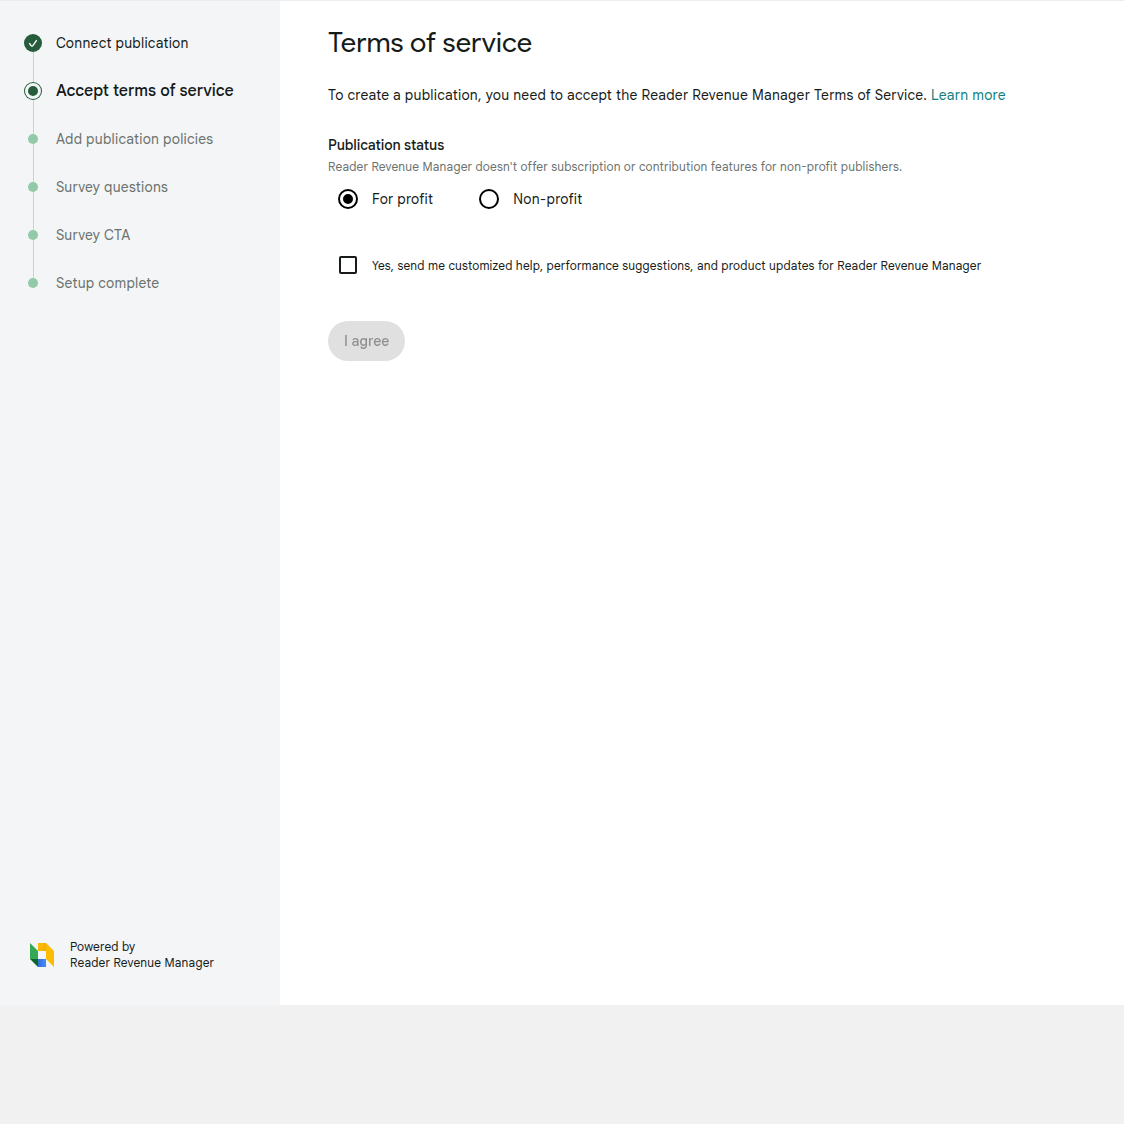 Connect publication
Accept terms of service
Add publication policies
Survey questions
Survey CTA
Setup complete
Powered by
Reader Revenue Manager
Terms of service
To create a publication, you need to accept the Reader Revenue Manager Terms of Service. Learn more
Publication status
Reader Revenue Manager doesn't offer subscription or contribution features for non-profit publishers.
For profit Non-profit
Yes, send me customized help, performance suggestions, and product updates for Reader Revenue Manager
I agree